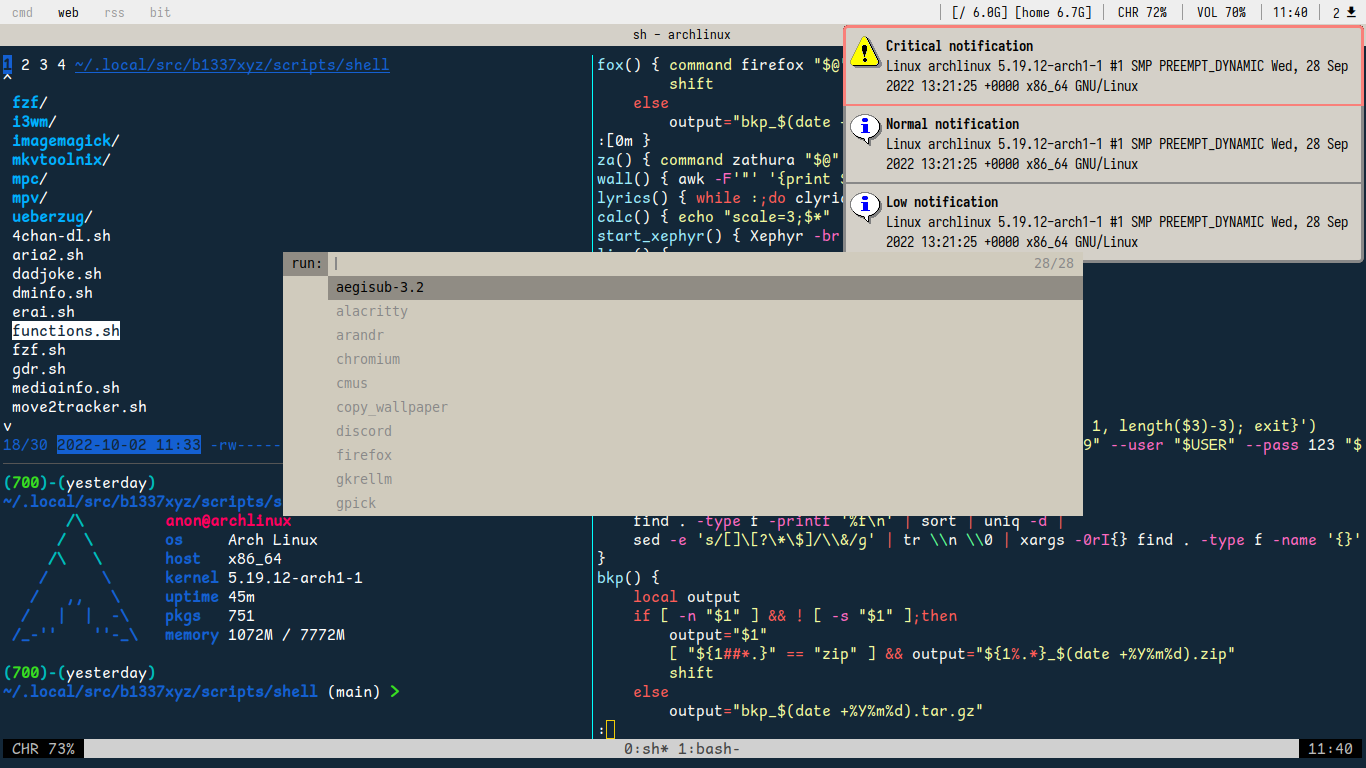 cmd web rss bit
[/ 6.0G] [home 6.7G] CHR 72% VOL 70% 11:40 2
sh - archlinux
1 2 3 4 ~/.local/src/b1337xyz/scripts/shell
^
fzf/
i3wm/
imagemagick/
mkvtoolnix/
mpc/
mpv/
ueberzug/
4chan-dl.sh
aria2.sh
dadjoke.sh
dminfo.sh
erai.sh
functions.sh
fzf.sh
gdr.sh
mediainfo.sh
move2tracker.sh
v
18/30 2022-10-02 11:33 -rw-----
fox() { command firefox "$@"
shift
else
output="bkp_$(date
:[0m }
za() { command zathura "$@"
wall() { awk -F'"' '{print
lyrics() { while :;do clyri
calc() { echo "scale=3;$*"
start_xephyr() { Xephyr -br
Critical notification
Linux archlinux 5.19.12-arch1-1 #1 SMP PREEMPT_DYNAMIC Wed, 28 Sep
2022 13:21:25 +0000 x86_64 GNU/Linux
Normal notification
Linux archlinux 5.19.12-arch1-1 #1 SMP PREEMPT_DYNAMIC Wed, 28 Sep
2022 13:21:25 +0000 x86_64 GNU/Linux
Low notification
Linux archlinux 5.19.12-arch1-1 #1 SMP PREEMPT_DYNAMIC Wed, 28 Sep
2022 13:21:25 +0000 x86_64 GNU/Linux
run: 28/28
aegisub-3.2
alacritty
arandr
chromium
cmus
copy_wallpaper
discord
firefox
gkrellm
gpick
1, length($3)-3); exit}')
9" --user "$USER" --pass 123 "$
find . -type f -printf '%f\n' | sort | uniq -d |
sed -e 's/[]\[?\*\$]/\\&/g' | tr \\n \\0 | xargs -0rI{} find . -type f -name '{}'
}
bkp() {
local output
if [ -n "$1" ] && ! [ -s "$1" ];then
output="$1"
[ "${1##*.}" == "zip" ] && output="${1%.*}_$(date +%Y%m%d).zip"
shift
else
output="bkp_$(date +%Y%m%d).tar.gz"
:
(700)-(yesterday)
~/.local/src/b1337xyz/scripts/s
anon@archlinux
os Arch Linux
host x86_64
kernel 5.19.12-arch1-1
uptime 45m
pkgs 751
memory 1072M / 7772M
(700)-(yesterday)
~/.local/src/b1337xyz/scripts/shell (main) >
CHR 73% 0:sh* 1:bash- 11:40